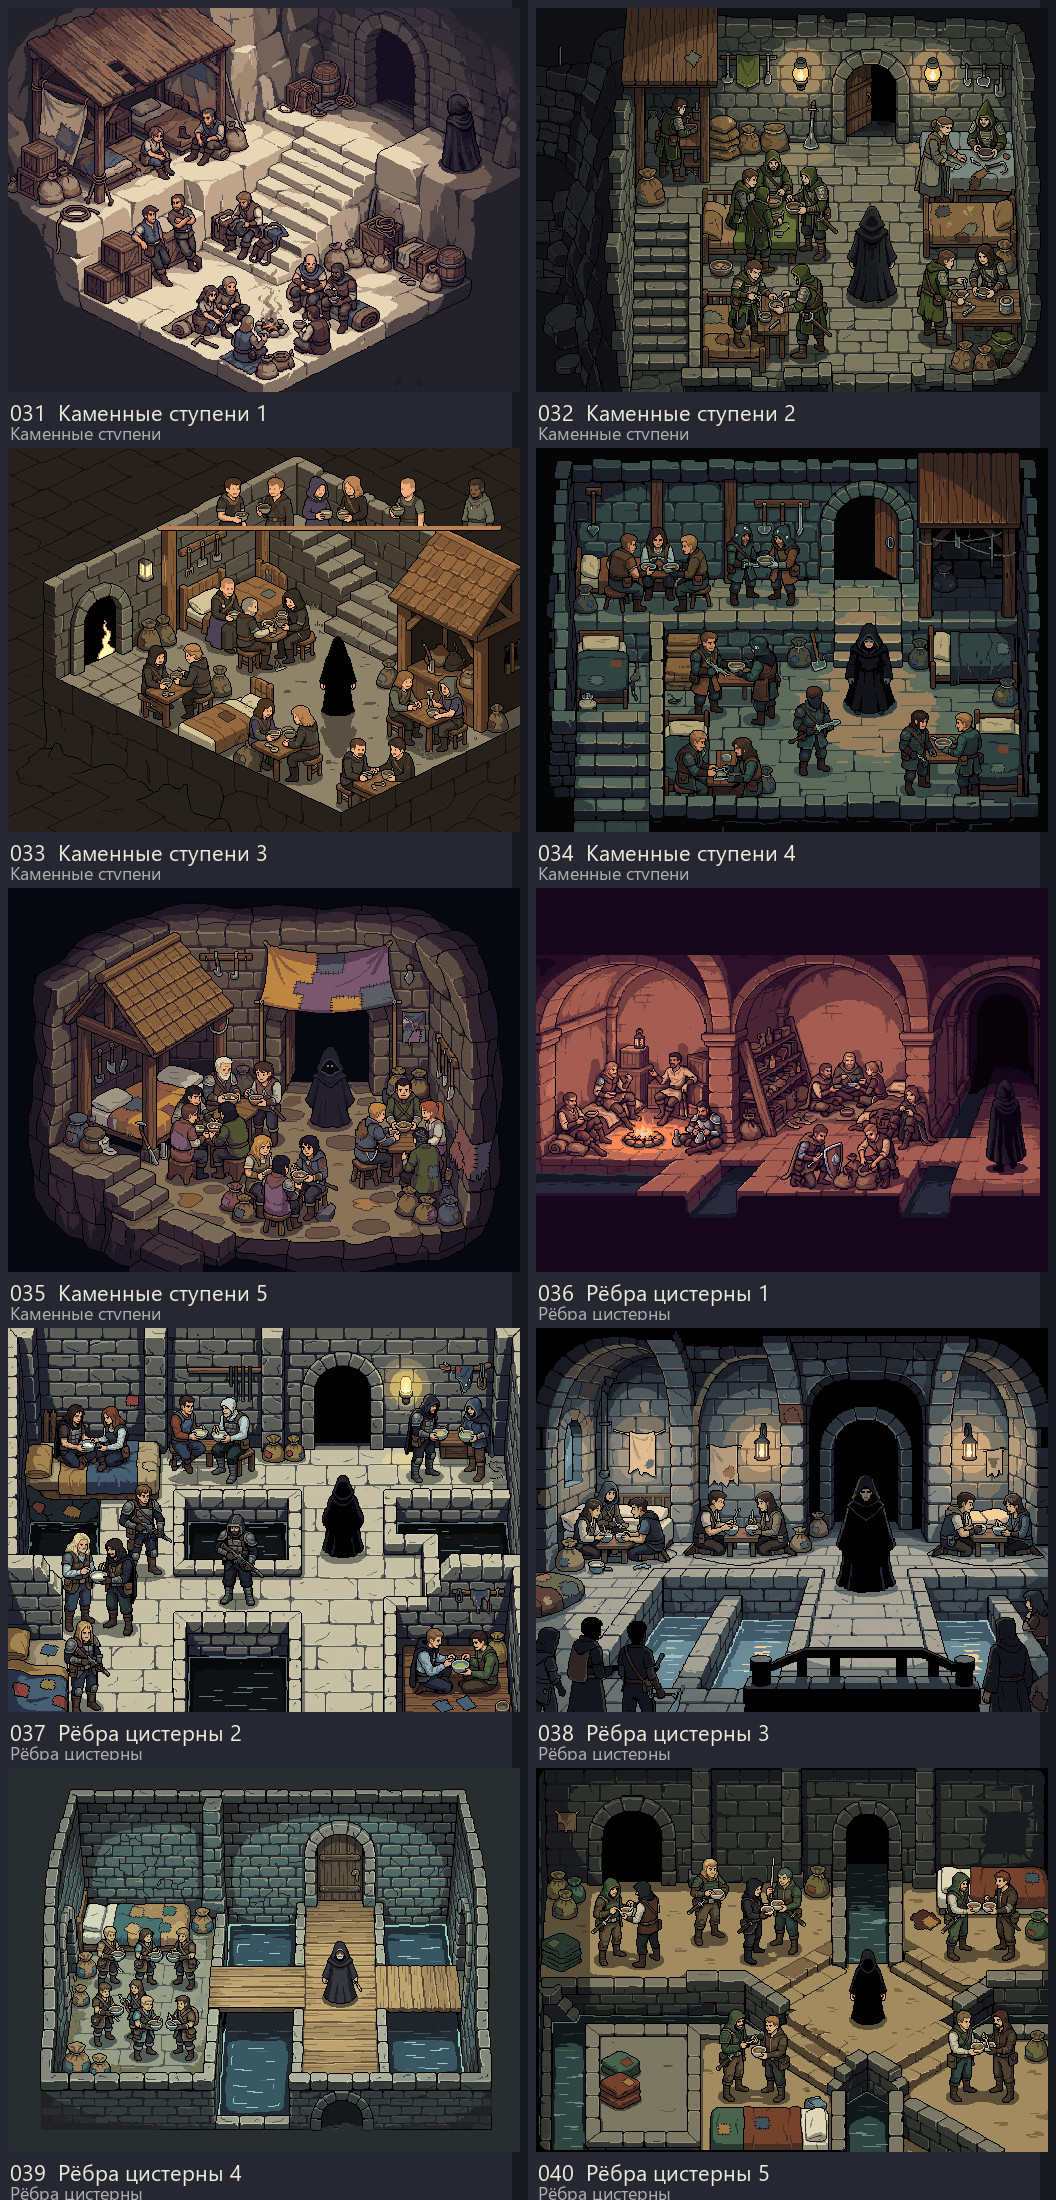 031 Каменные ступени 1
Каменные ступени
032 Каменные ступени 2
Каменные ступени
033 Каменные ступени 3
Каменные ступени
034 Каменные ступени 4
Каменные ступени
035 Каменные ступени 5
Каменные ступени
036 Рёбра цистерны 1
Рёбра цистерны
037 Рёбра цистерны 2
Рёбра цистерны
038 Рёбра цистерны 3
Рёбра цистерны
039 Рёбра цистерны 4
Рёбра цистерны
040 Рёбра цистерны 5
Рёбра цистерны